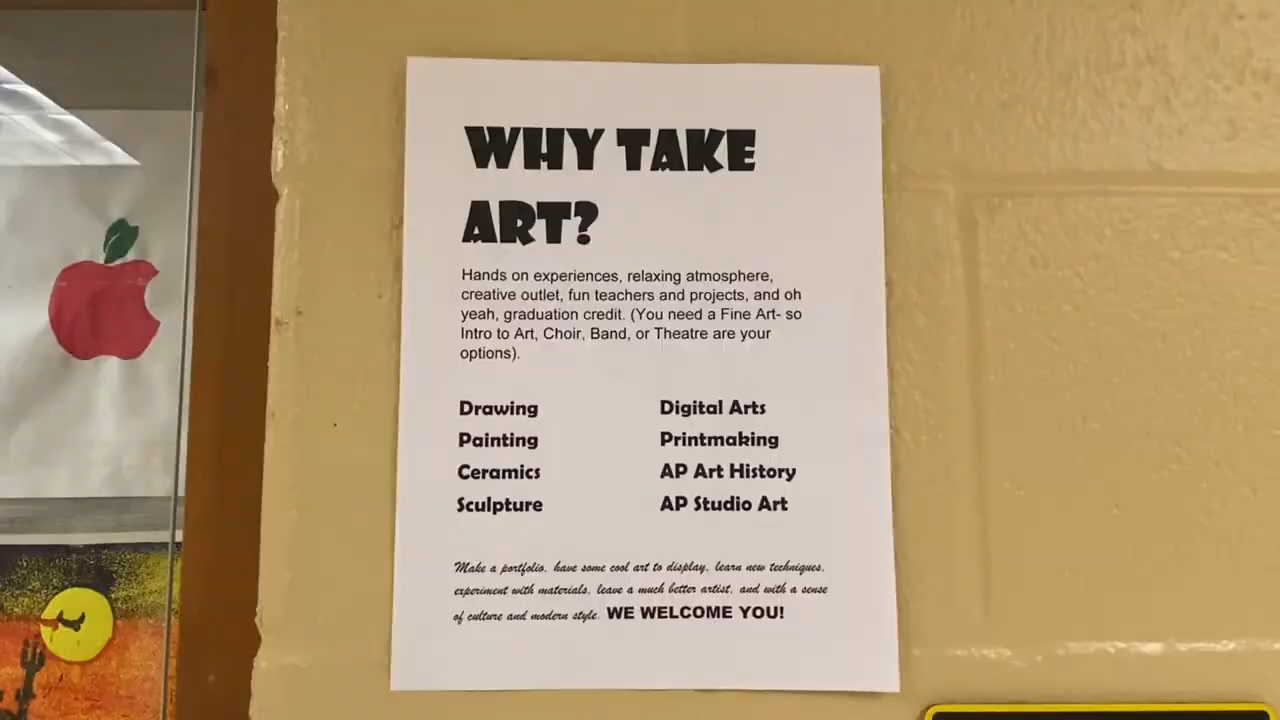 WHY TAKE
ART?
Hands on experiences, relaxing atmosphere,
creative outlet, fun teachers and projects, and oh
yeah, graduation credit. (You need a Fine Art- so
Intro to Art, Choir, Band, or Theatre are your
options).
Drawing
Painting
Ceramics
Sculpture
Digital Arts
Printmaking
AP Art History
AP Studio Art
Make a portfolio, have some cool art to display, learn new techniques,
experiment with materials, leave a much better artist, and with a sense
of culture and modern style. WE WELCOME YOU!